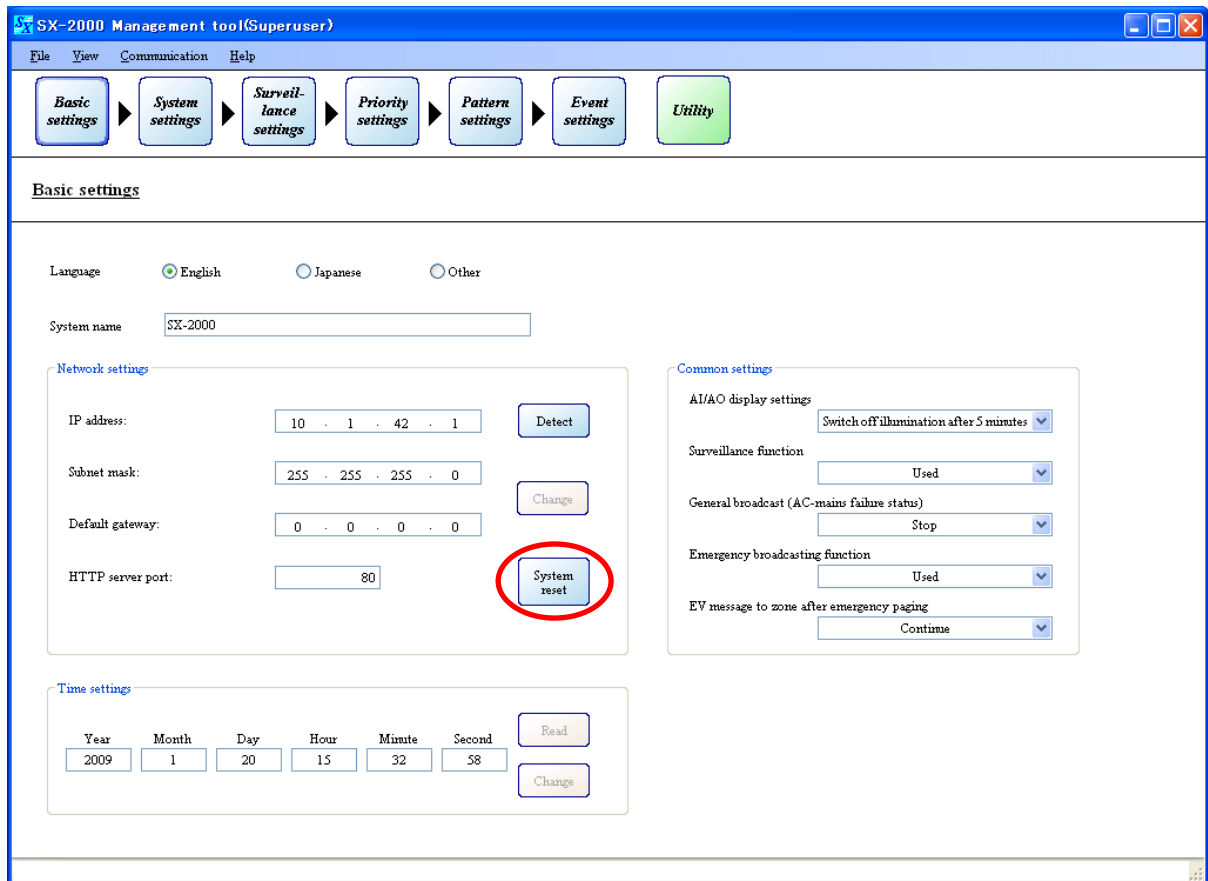 SX SX-2000 Management tool(Superuser)
File View Communication Help
Basic
settings
System
settings
Surveil-
lance
settings
Priority
settings
Pattern
settings
Event
settings
Utility
Basic settings
Language English Japanese Other
System name SX-2000
Network settings
IP address: 10 . 1 . 42 . 1 Detect
Subnet mask: 255 . 255 . 255 . 0
Change
Default gateway: 0 . 0 . 0 . 0
HTTP server port: 80
System
reset
Common settings
AI/AO display settings
Switch off illumination after 5 minutes
Surveillance function
Used
General broadcast (AC-mains failure status)
Stop
Emergency broadcasting function
Used
EV message to zone after emergency paging
Continue
Time settings
Year Month Day Hour Minute Second
2009 1 20 15 32 58
Read
Change